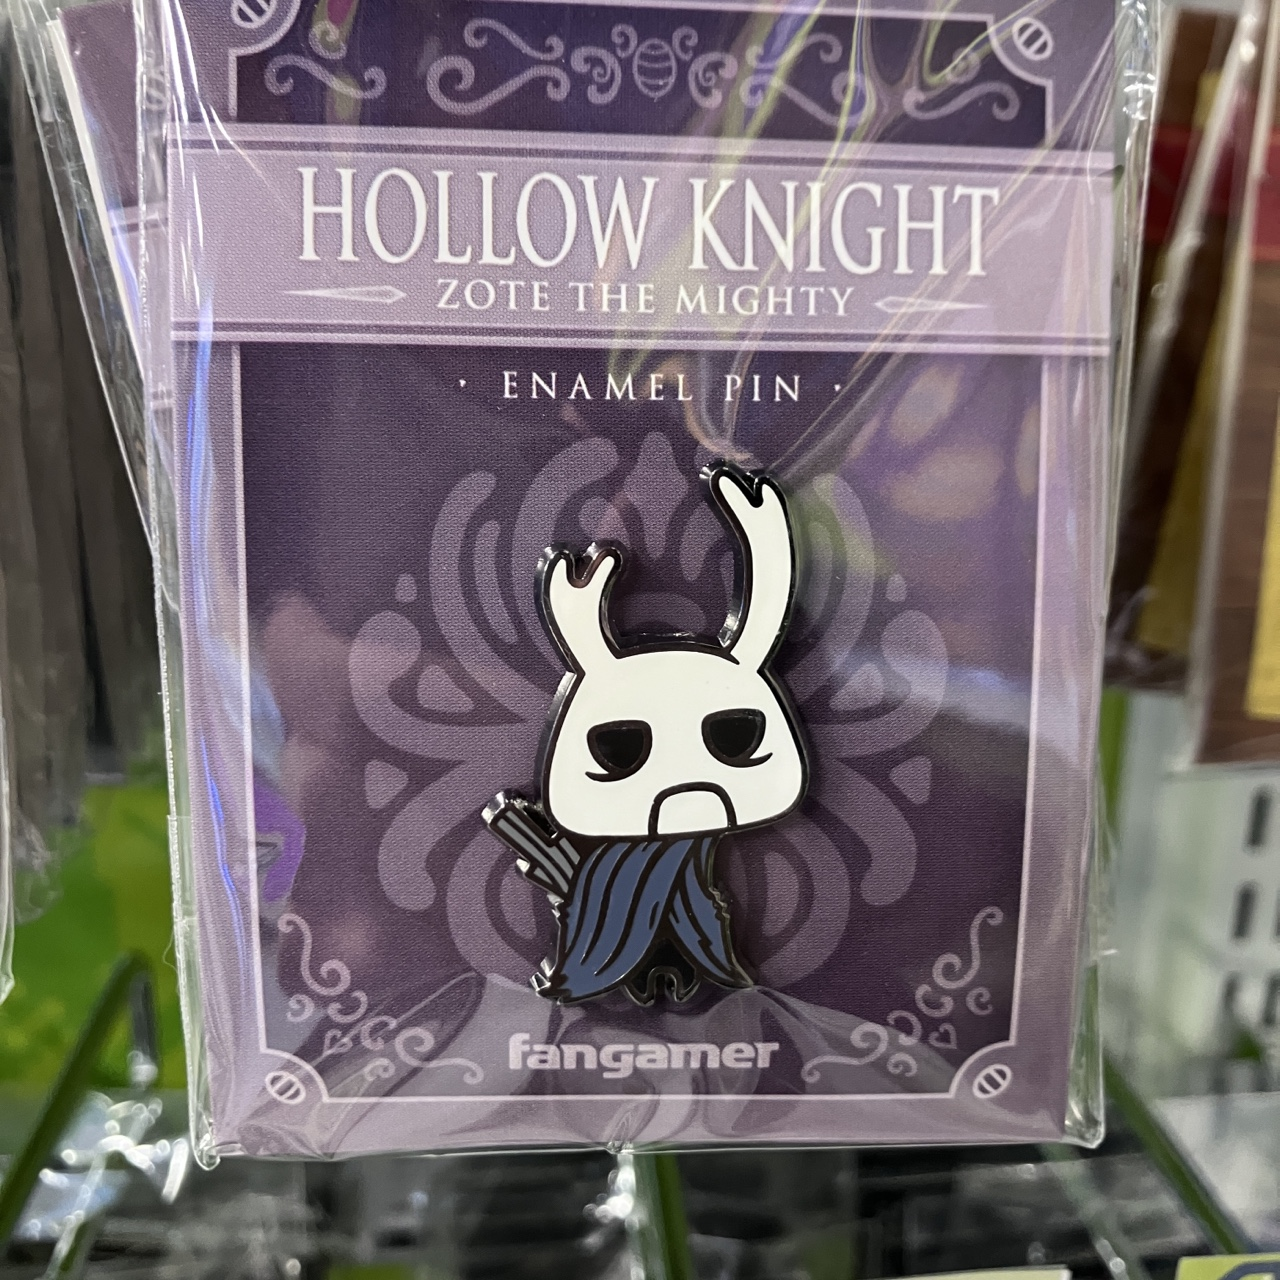 HOLLOW KNIGHT
ZOTE THE MIGHTY
· ENAMEL PIN ·
fangamer